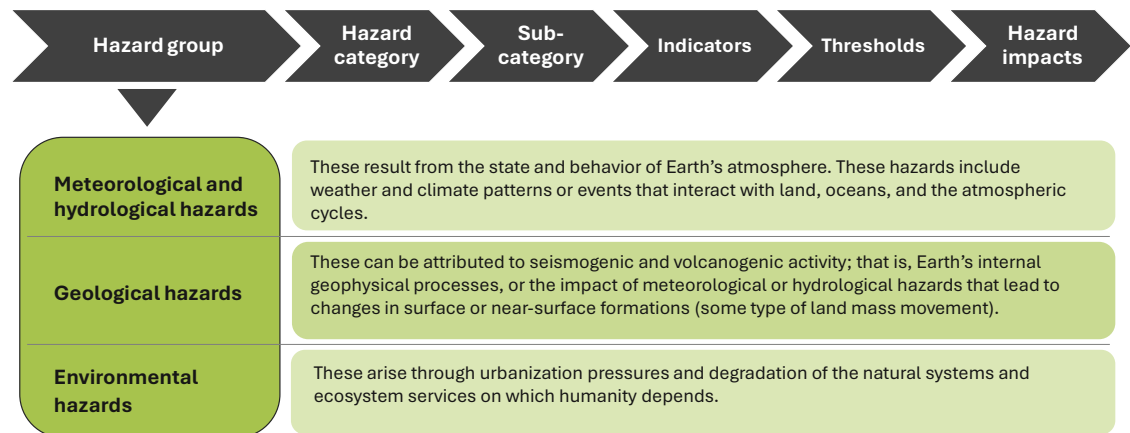 Hazard group
Hazard
category
Sub-
category
Indicators
Thresholds
Hazard
impacts
Meteorological and
hydrological hazards
These result from the state and behavior of Earth’s atmosphere. These hazards include
weather and climate patterns or events that interact with land, oceans, and the atmospheric
cycles.
Geological hazards
These can be attributed to seismogenic and volcanogenic activity; that is, Earth’s internal
geophysical processes, or the impact of meteorological or hydrological hazards that lead to
changes in surface or near-surface formations (some type of land mass movement).
Environmental
hazards
These arise through urbanization pressures and degradation of the natural systems and
ecosystem services on which humanity depends.